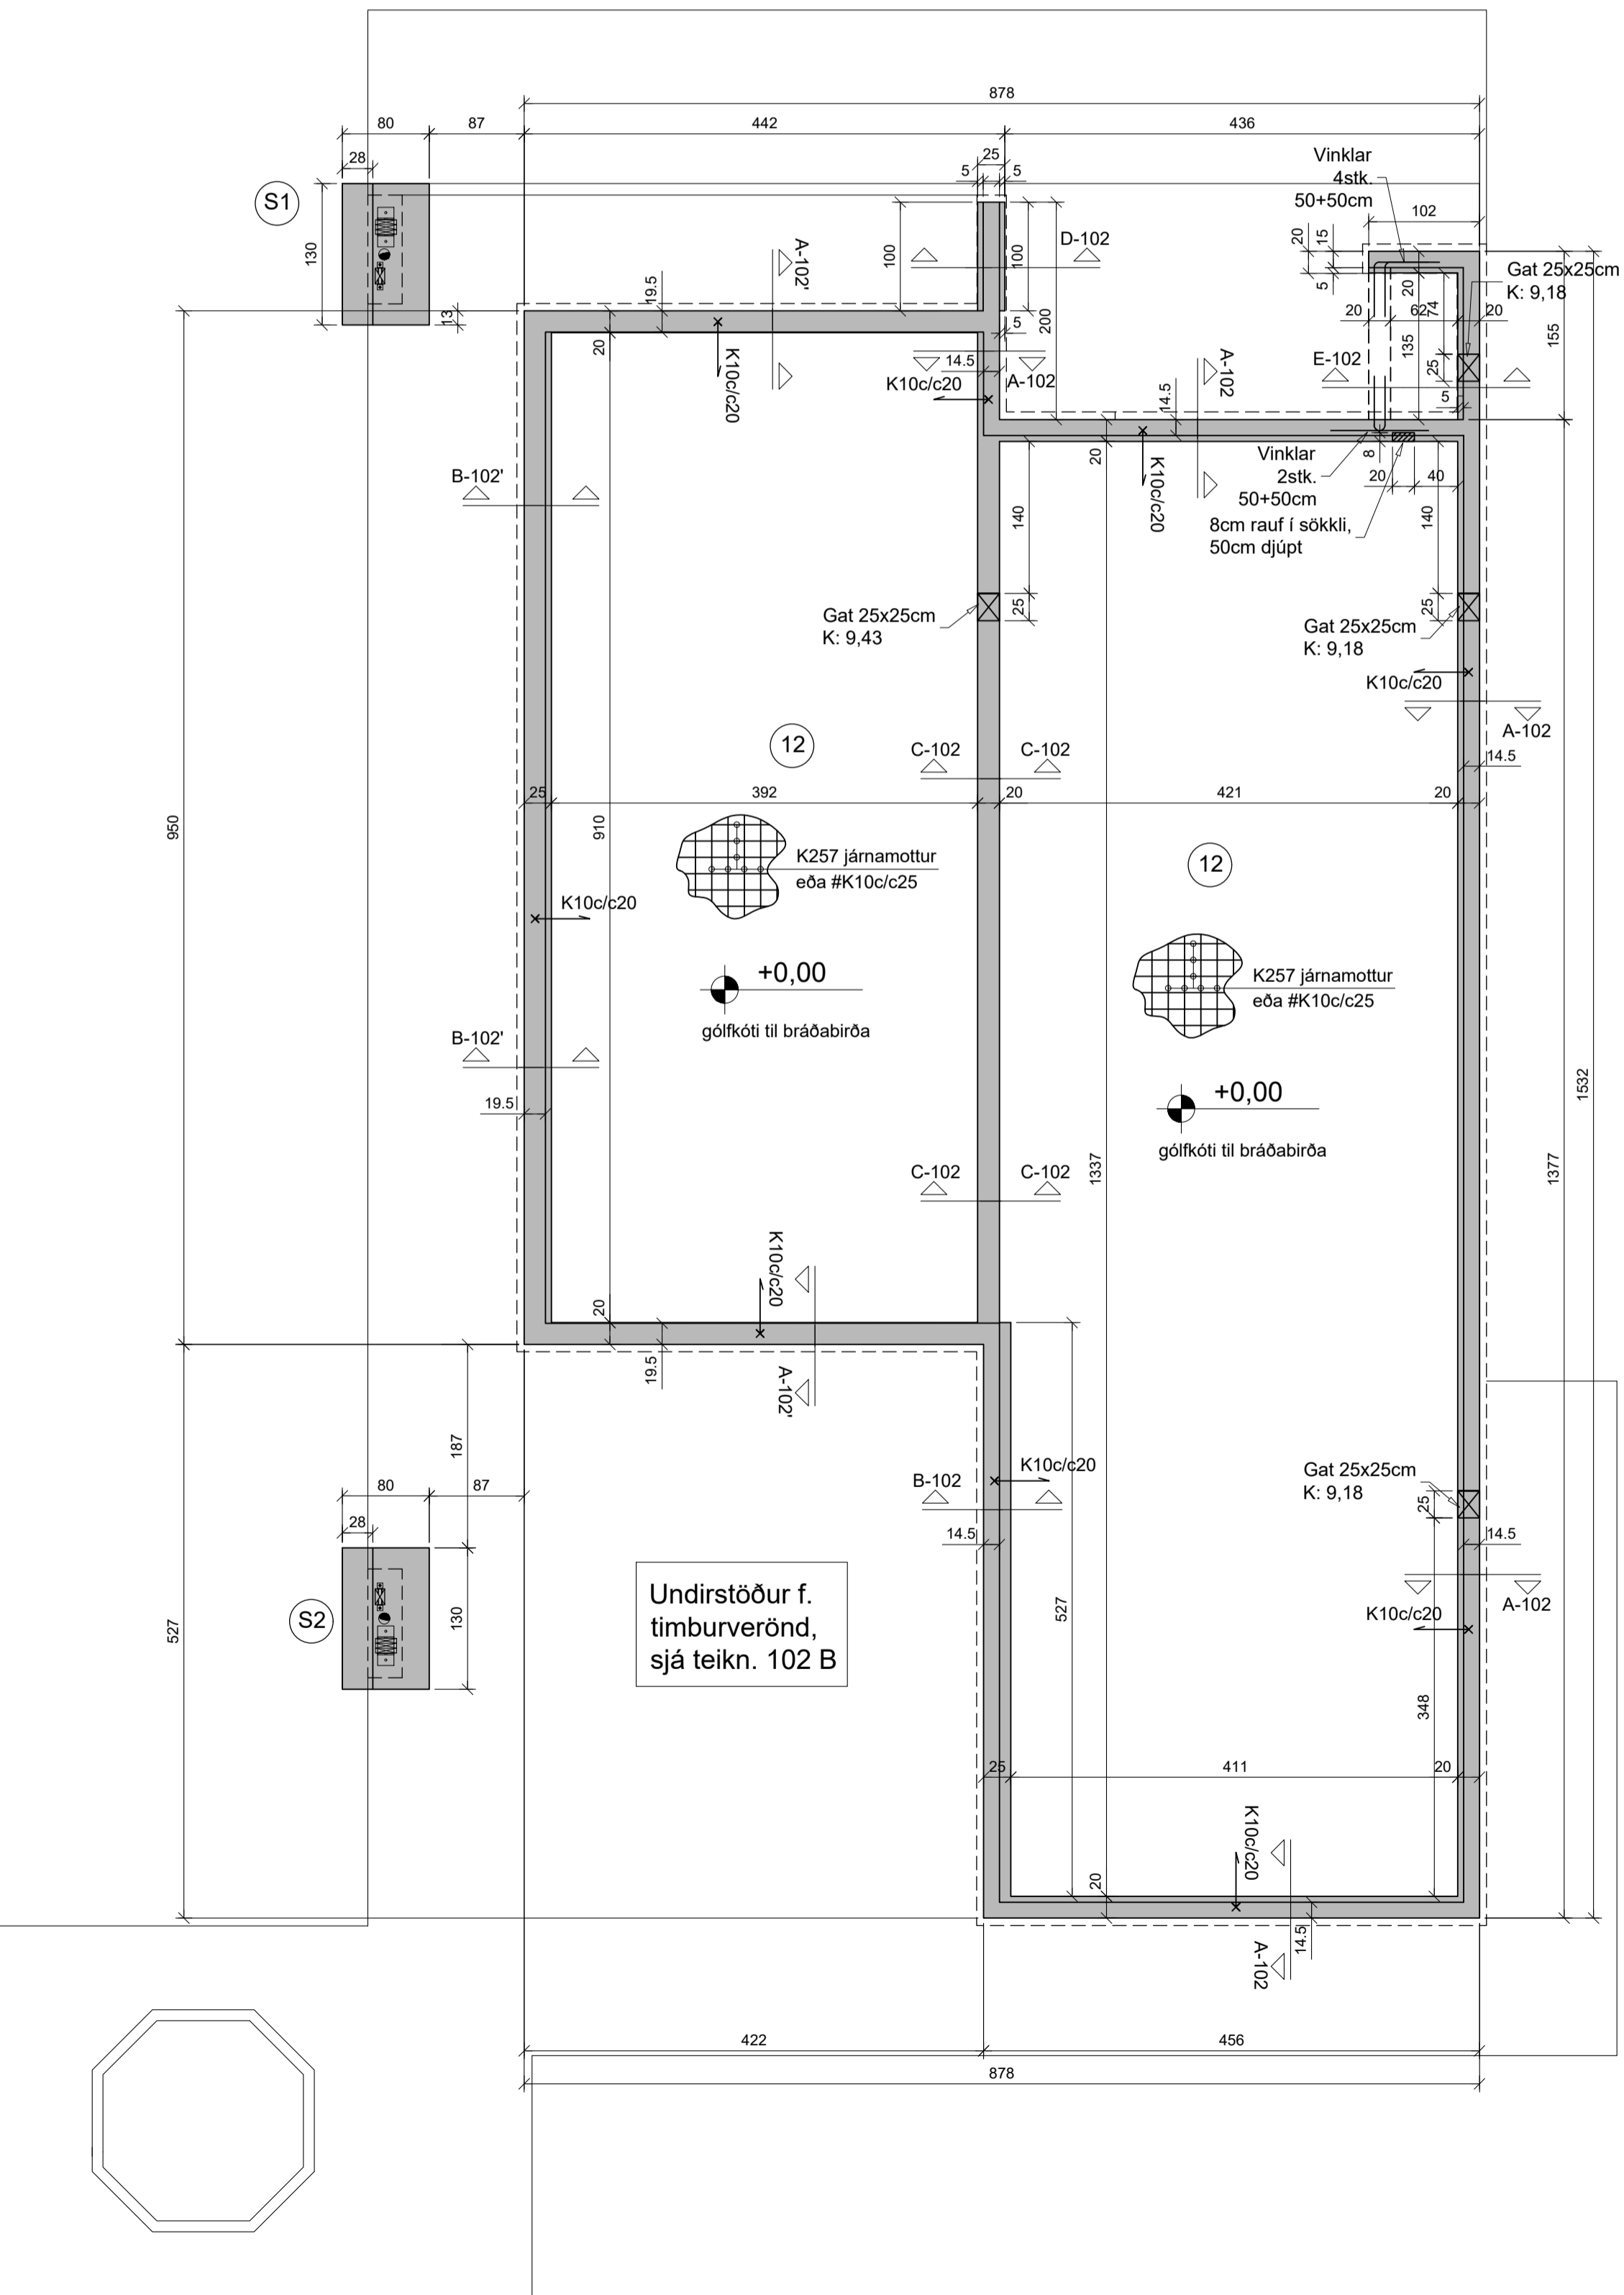 878
80
87
442
436
25
28
5
5
Vinklar
4stk.
50+50cm
102
S1
130
13
100
100
D-102
200
A-102'
19.5
20
K10c/c20
5
14.5
K10c/c20
A-102
A-102
14.5
20
K10c/c20
20
15
5
20
74
Gat 25x25cm
K: 9,18
20
62
20
135
155
E-102
25
5
8
Vinklar
2stk.
50+50cm
20
40
8cm rauf í sökkli,
50cm djúpt
140
140
B-102'
25
25
Gat 25x25cm
K: 9,43
Gat 25x25cm
K: 9,18
K10c/c20
A-102
14.5
12
C-102
C-102
25
392
20
421
20
950
910
K257 járnamottur
eða #K10c/c25
12
K10c/c20
K257 járnamottur
eða #K10c/c25
+0,00
gólfkóti til bráðabirða
B-102'
19.5
+0,00
gólfkóti til bráðabirða
1532
1377
1337
C-102
C-102
K10c/c20
20
19.5
A-102'
187
80
87
28
B-102
K10c/c20
14.5
Gat 25x25cm
K: 9,18
25
14.5
A-102
K10c/c20
S2
130
527
527
Undirstöður f.
timburverönd,
sjá teikn. 102 B
348
25
411
20
K10c/c20
20
14.5
A-102
422
456
878